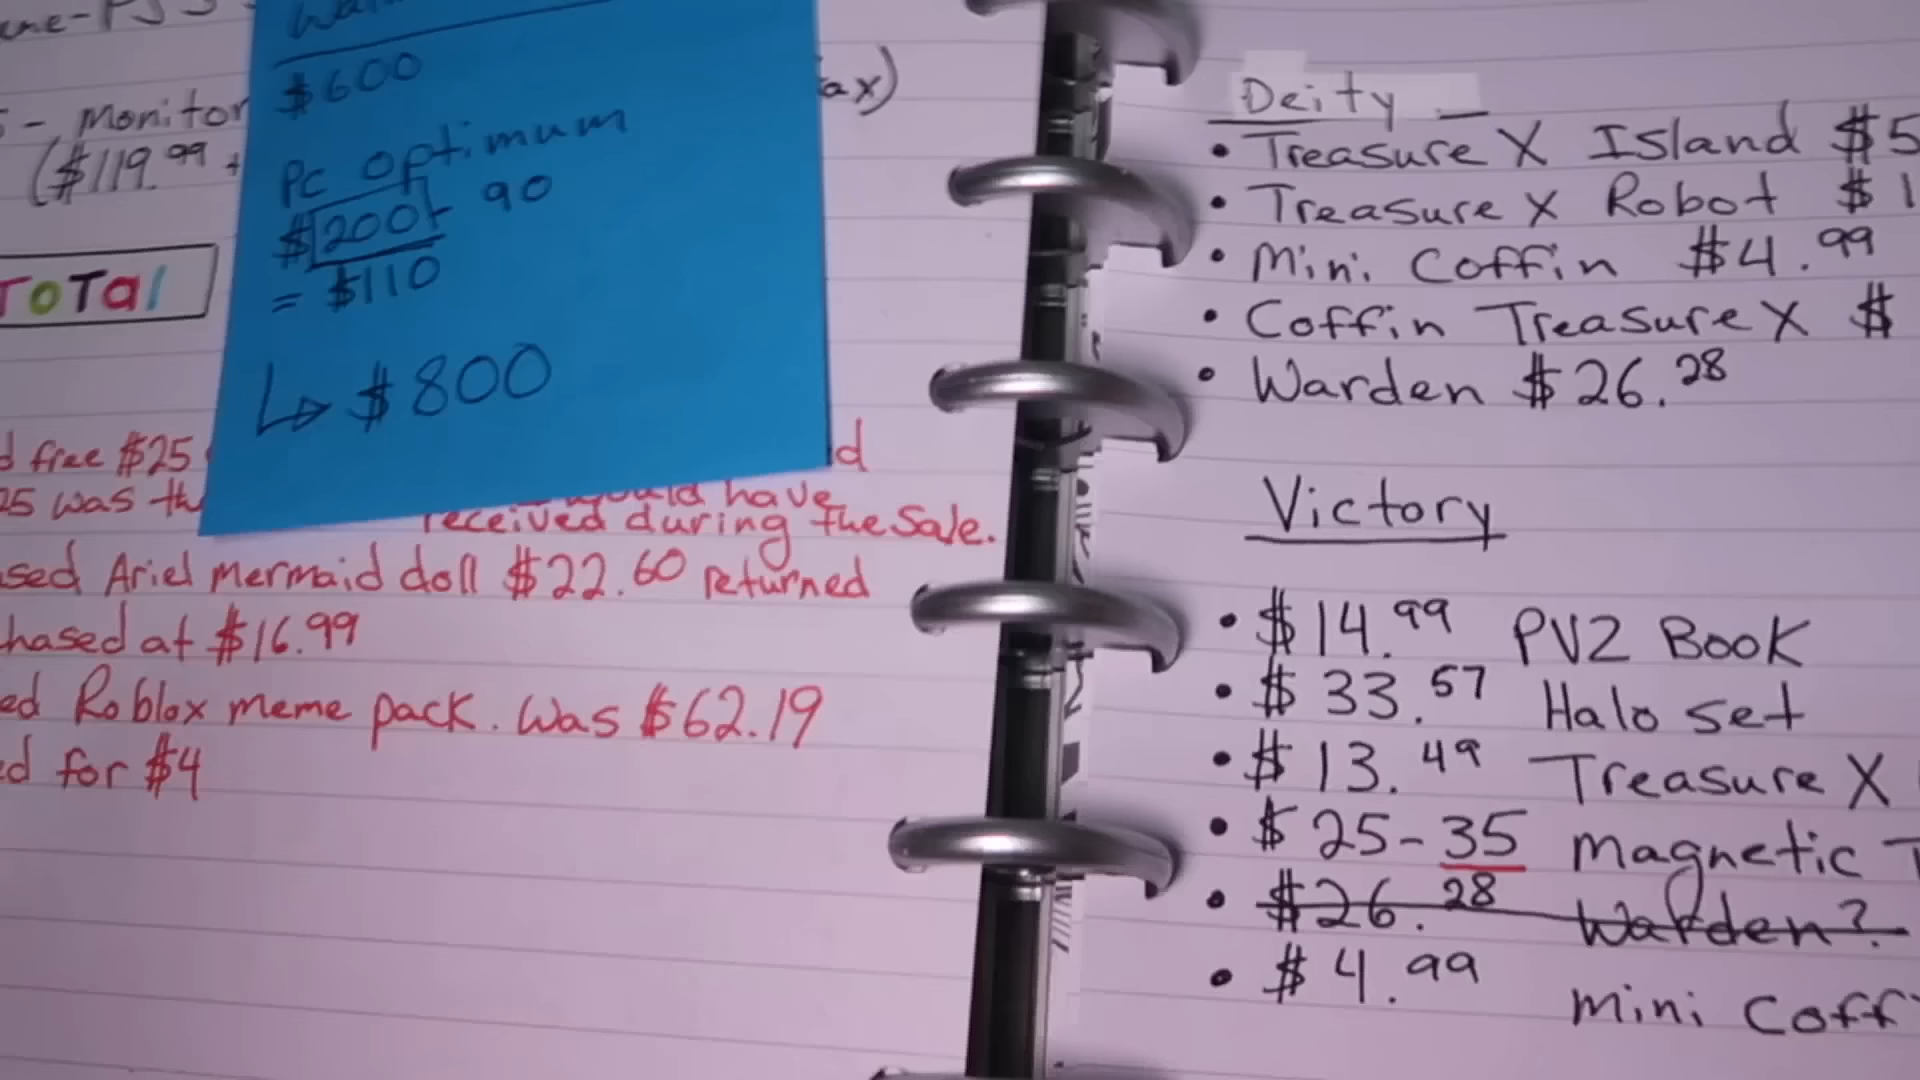 $600
PC optimum
$200 - 90
= $110
↳ $800
- Monitor
ax)
($119.99 +
TOTAL
d free $25
25 was th
would have
received during the Sale.
sed Ariel mermaid doll $22.60 returned
hased at $16.99
ed Roblox meme pack. Was $62.19
ed for $4
Deity
• Treasure X Island $5
• Treasure X Robot $1
• Mini Coffin $4.99
• Coffin Treasure X $
• Warden $26.28
Victory
• $14.99 PVZ Book
• $33.57 Halo set
• $13.49 Treasure X
• $25-35 Magnetic T
• $26.28 Warden?
• $4.99 Mini Coff